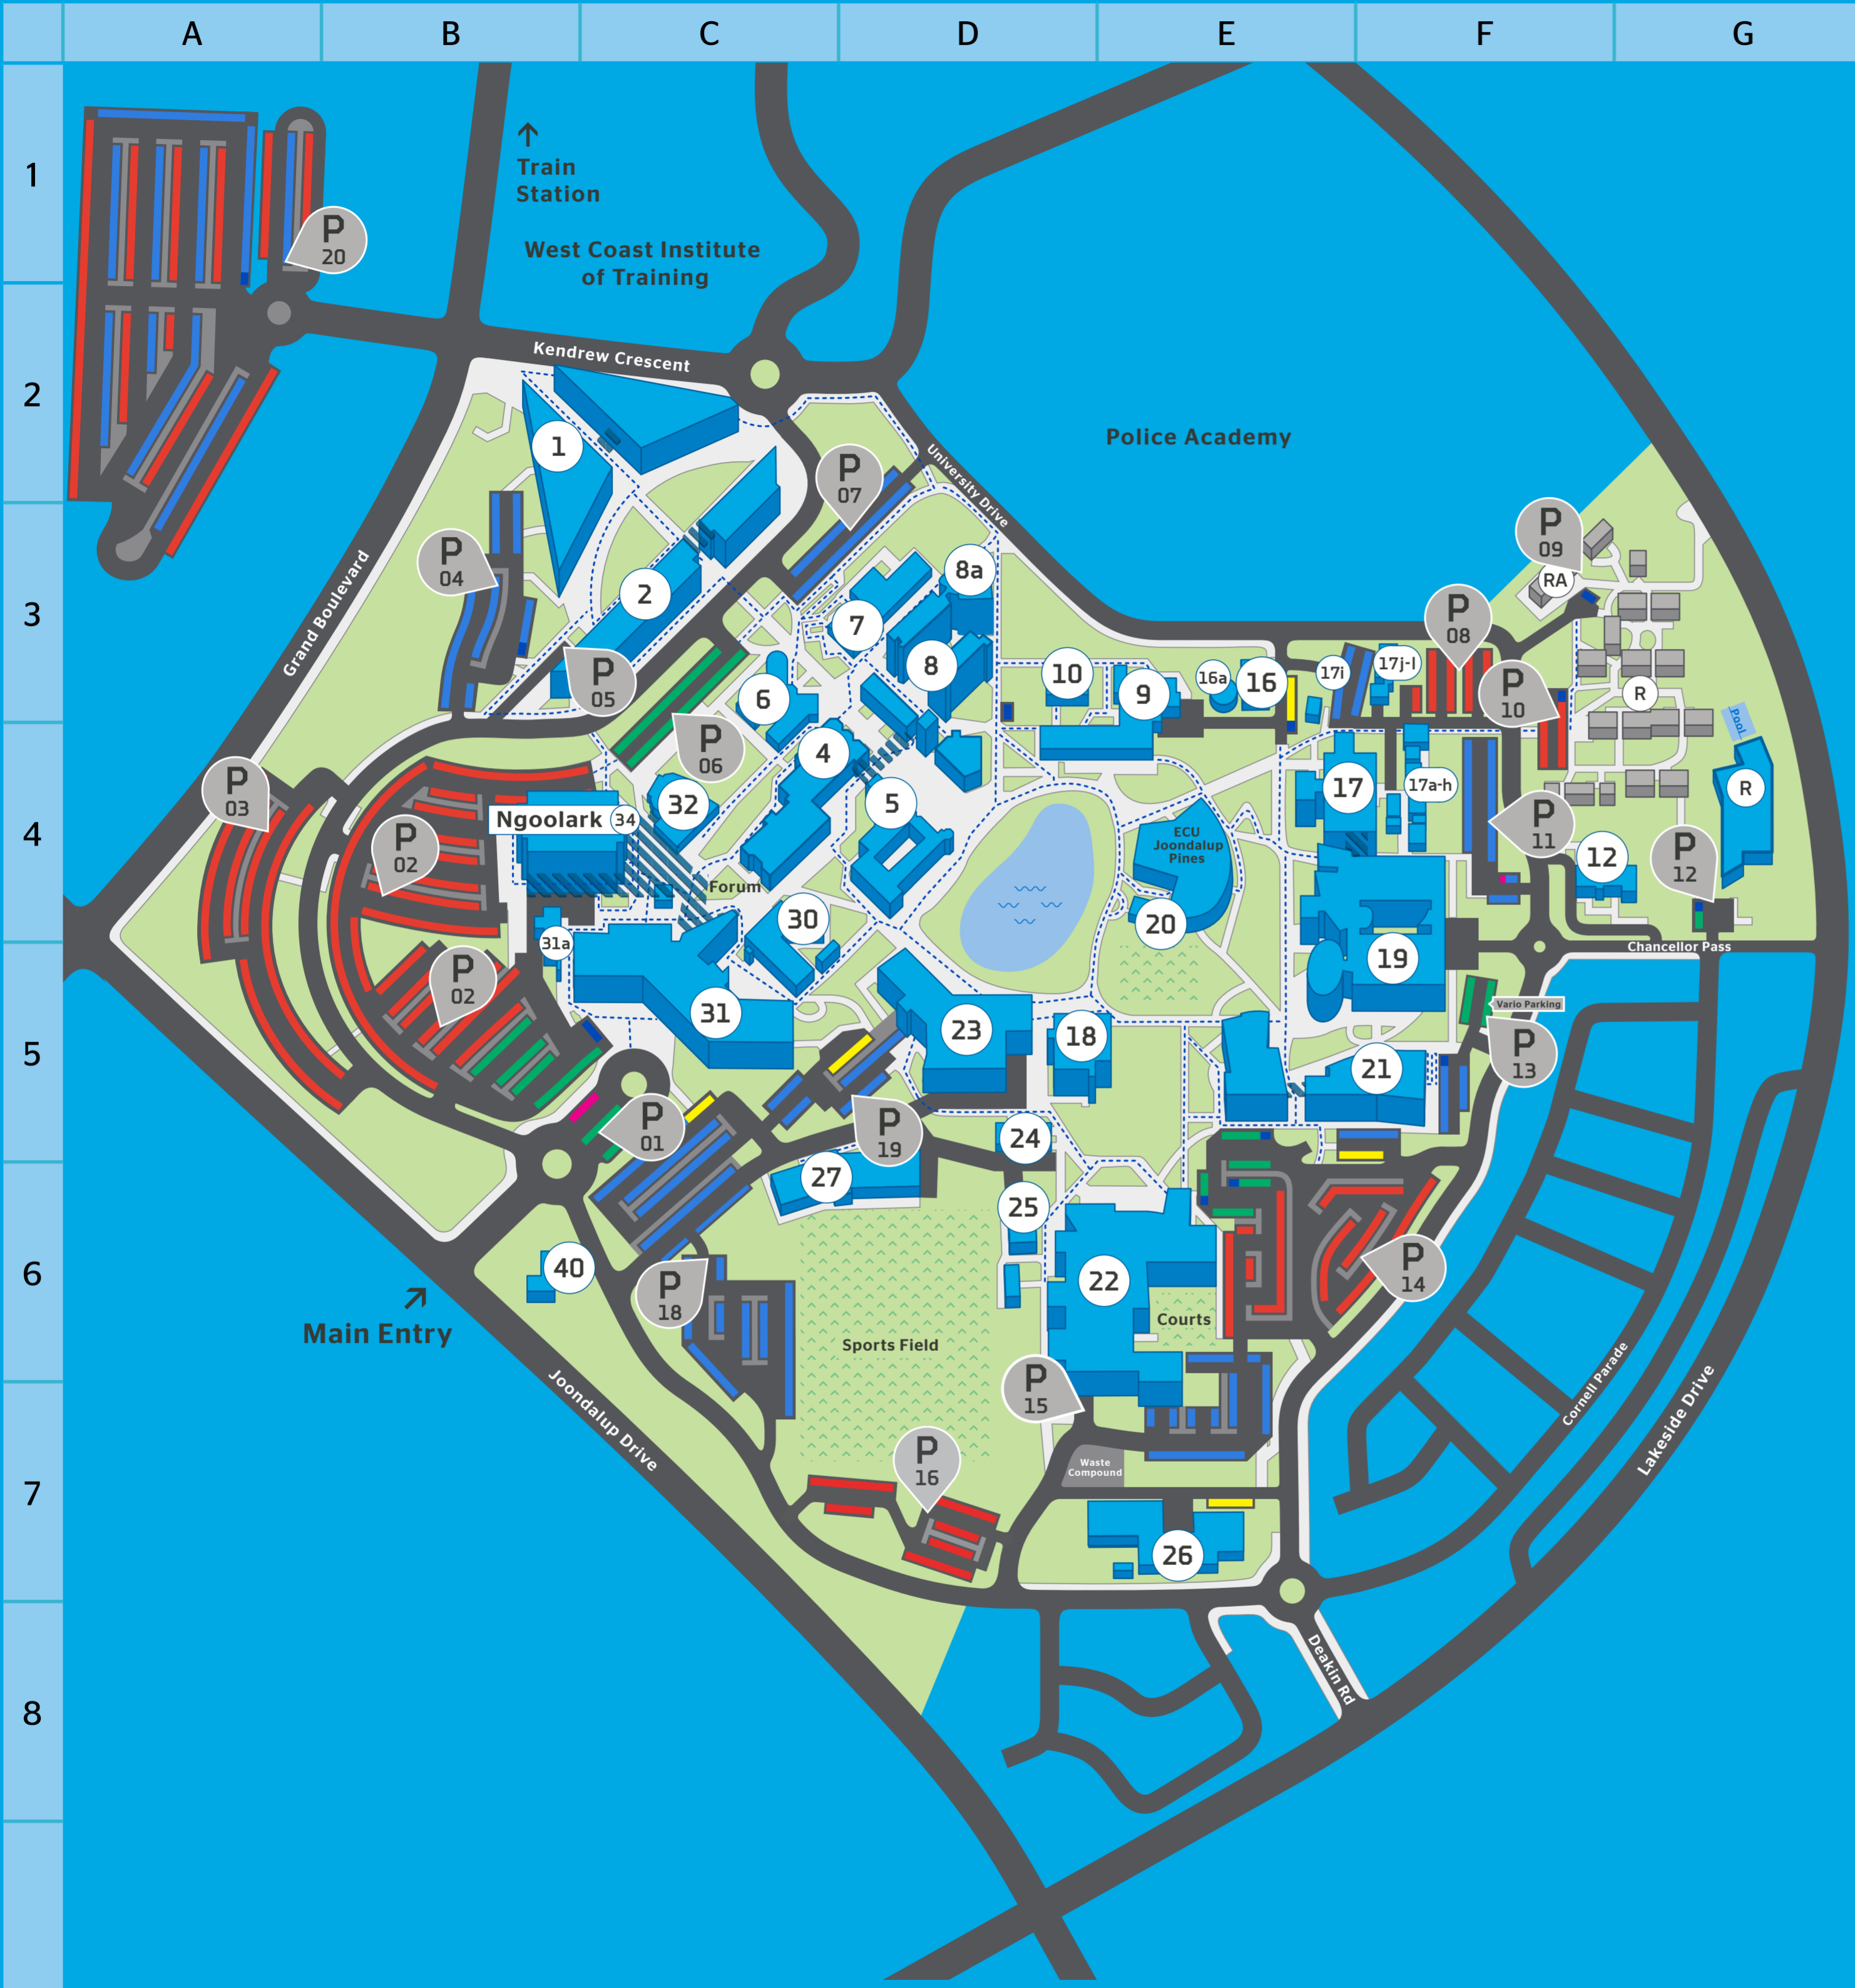 A B C D E F G
1
2
3
4
5
6
7
8
P
20
↑
Train
Station
West Coast Institute
of Training
Kendrew Crescent
Police Academy
University Drive
Grand Boulevard
1
P
07
P
04
2
8a
7
8
P
09
RA
P
08
P
05
6
10
9
16a
16
17i
17j-l
P
10
R
Pool
P
06
4
P
03
32
5
17
17a-h
R
Ngoolark 34
P
02
ECU
Joondalup
Pines
P
11
12
P
12
Forum
30
20
31a
19
Chancellor Pass
P
02
31
23
18
Vario Parking
P
13
21
P
01
P
19
24
27
25
40
P
18
22
P
14
Main Entry
Courts
Sports Field
P
15
Joondalup Drive
Cornell Parade
Lakeside Drive
P
16
Waste
Compound
26
Deakin Rd